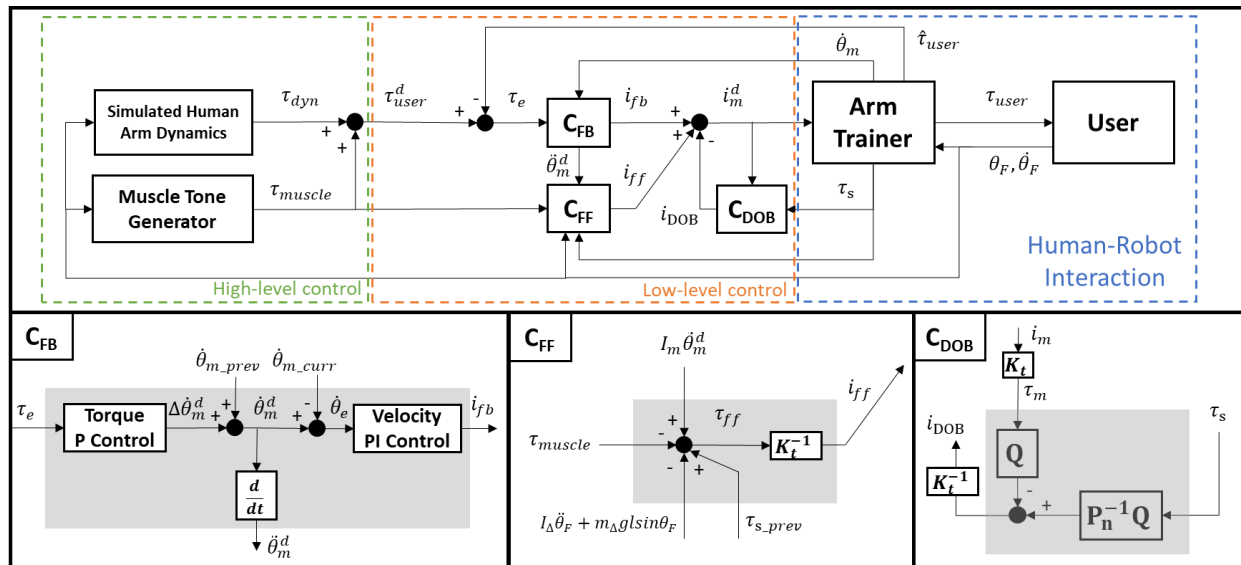 θ̇_m
τ̂_user
Simulated Human
Arm Dynamics
τ_dyn
+
+
τ^d_user
+
-
τ_e
C_FB
i_fb
+
+
-
i^d_m
Arm
Trainer
τ_user
User
θ_F, θ̇_F
Muscle Tone
Generator
τ_muscle
θ̈^d_m
C_FF
i_ff
i_DOB
C_DOB
τ_s
High-level control
Low-level control
Human-Robot
Interaction
C_FB
θ̇_m_prev
θ̇_m_curr
τ_e
Torque
P Control
Δθ̇^d_m
+
+
θ̇^d_m
+
-
θ̇_e
Velocity
PI Control
i_fb
d
dt
θ̈^d_m
C_FF
I_m θ̈^d_m
+
τ_muscle
-
τ_ff
K_t^-1
i_ff
-
+
I_Δ θ̈_F + m_Δ glsinθ_F
τ_s_prev
C_DOB
i_m
K_t
τ_m
τ_s
i_DOB
K_t^-1
Q
-
+
P_n^-1 Q